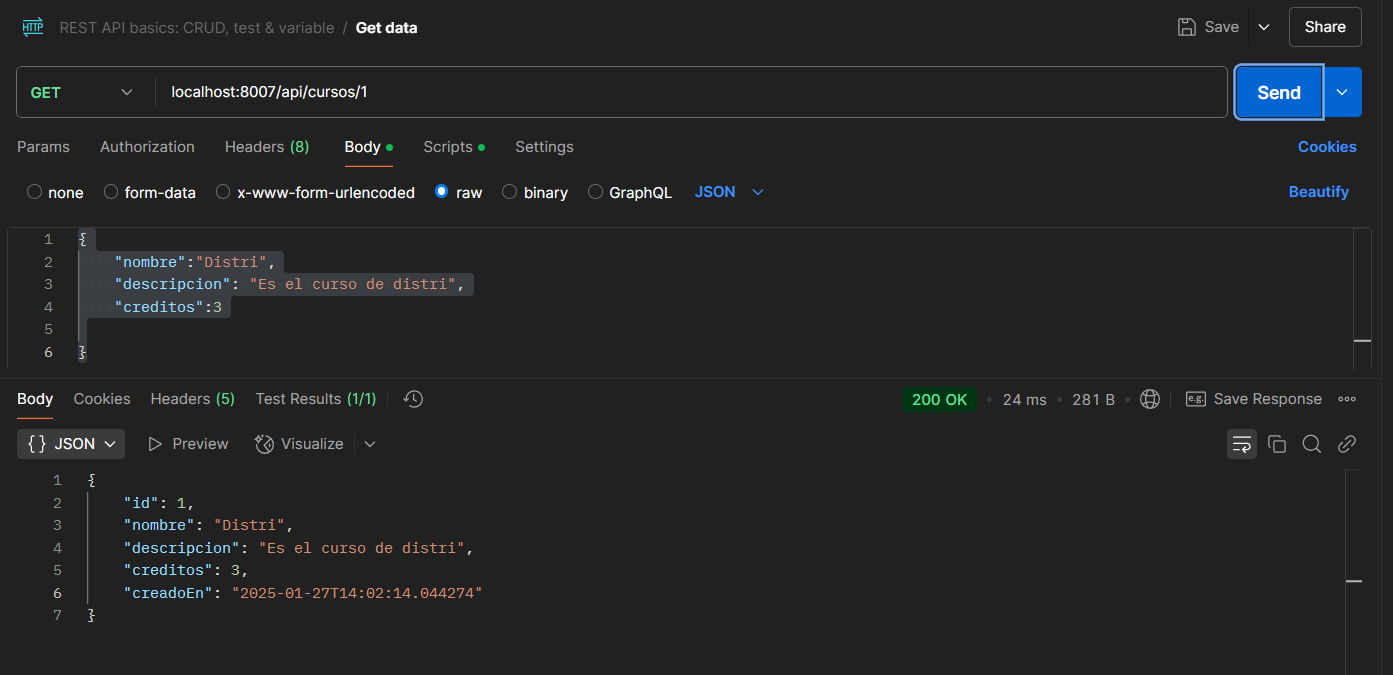 HTTP REST API basics: CRUD, test & variable / Get data Save Share
GET localhost:8007/api/cursos/1 Send
Params Authorization Headers (8) Body Scripts Settings Cookies
none form-data x-www-form-urlencoded raw binary GraphQL JSON Beautify
1 {
2 "nombre":"Distri",
3 "descripcion": "Es el curso de distri",
4 "creditos":3
5
6 }
Body Cookies Headers (5) Test Results (1/1) 200 OK • 24 ms • 281 B • e.g. Save Response
{} JSON Preview Visualize
1 {
2 "id": 1,
3 "nombre": "Distri",
4 "descripcion": "Es el curso de distri",
5 "creditos": 3,
6 "creadoEn": "2025-01-27T14:02:14.044274"
7 }